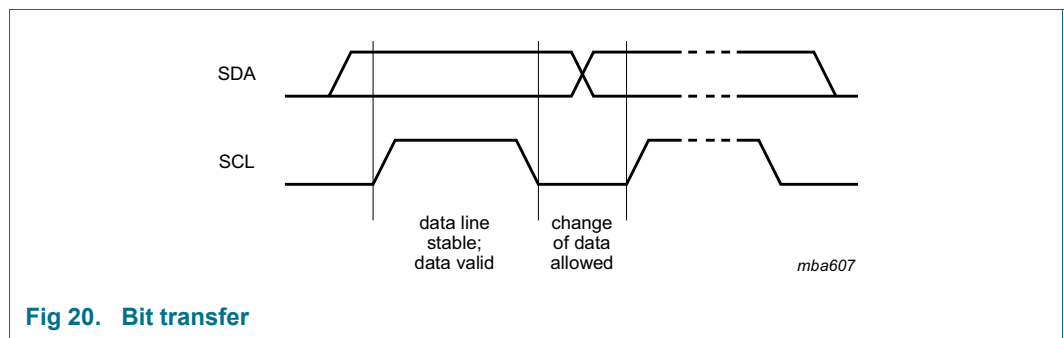 SDA
SCL
data line
stable;
data valid
change
of data
allowed
mba607
Fig 20. Bit transfer